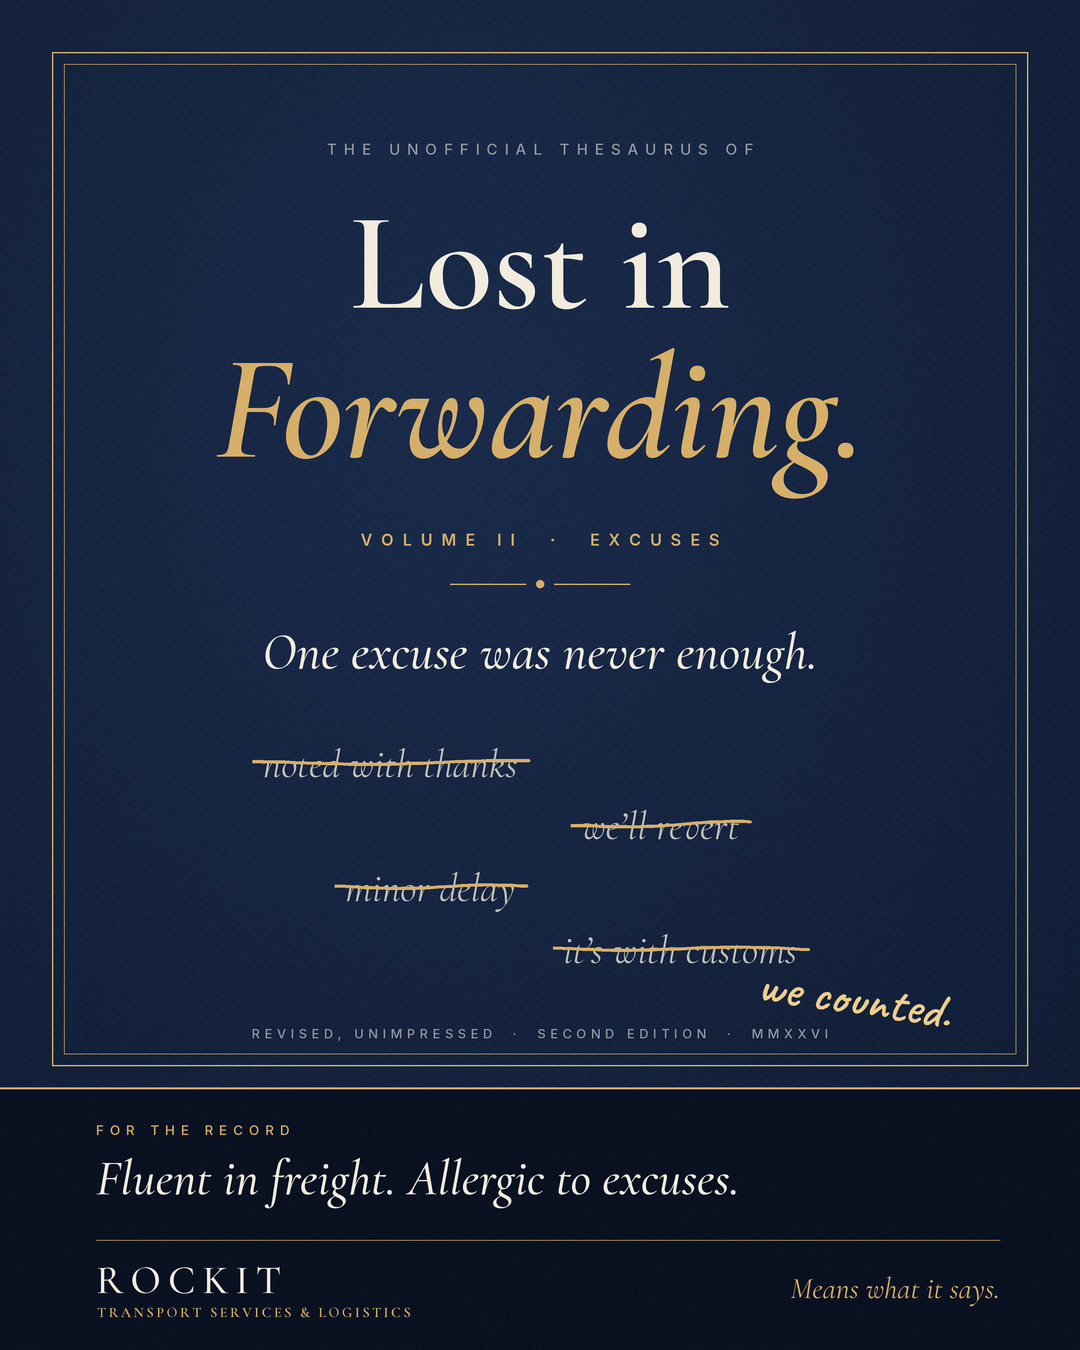 THE UNOFFICIAL THESAURUS OF
Lost in
Forwarding.
VOLUME II · EXCUSES
One excuse was never enough.
noted with thanks
we’ll revert
minor delay
it’s with customs
we counted.
REVISED, UNIMPRESSED · SECOND EDITION · MMXXVI
FOR THE RECORD
Fluent in freight. Allergic to excuses.
ROCKIT
TRANSPORT SERVICES & LOGISTICS
Means what it says.